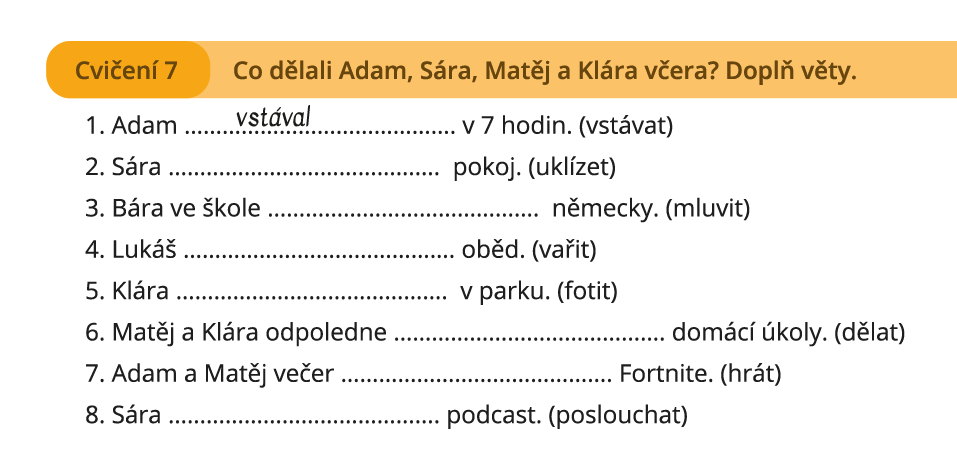 Cvičení 7 Co dělali Adam, Sára, Matěj a Klára včera? Doplň věty.
1. Adam ..........vstával.......... v 7 hodin. (vstávat)
2. Sára ........................................... pokoj. (uklízet)
3. Bára ve škole ........................................... německy. (mluvit)
4. Lukáš ........................................... oběd. (vařit)
5. Klára ........................................... v parku. (fotit)
6. Matěj a Klára odpoledne ........................................... domácí úkoly. (dělat)
7. Adam a Matěj večer ........................................... Fortnite. (hrát)
8. Sára ........................................... podcast. (poslouchat)